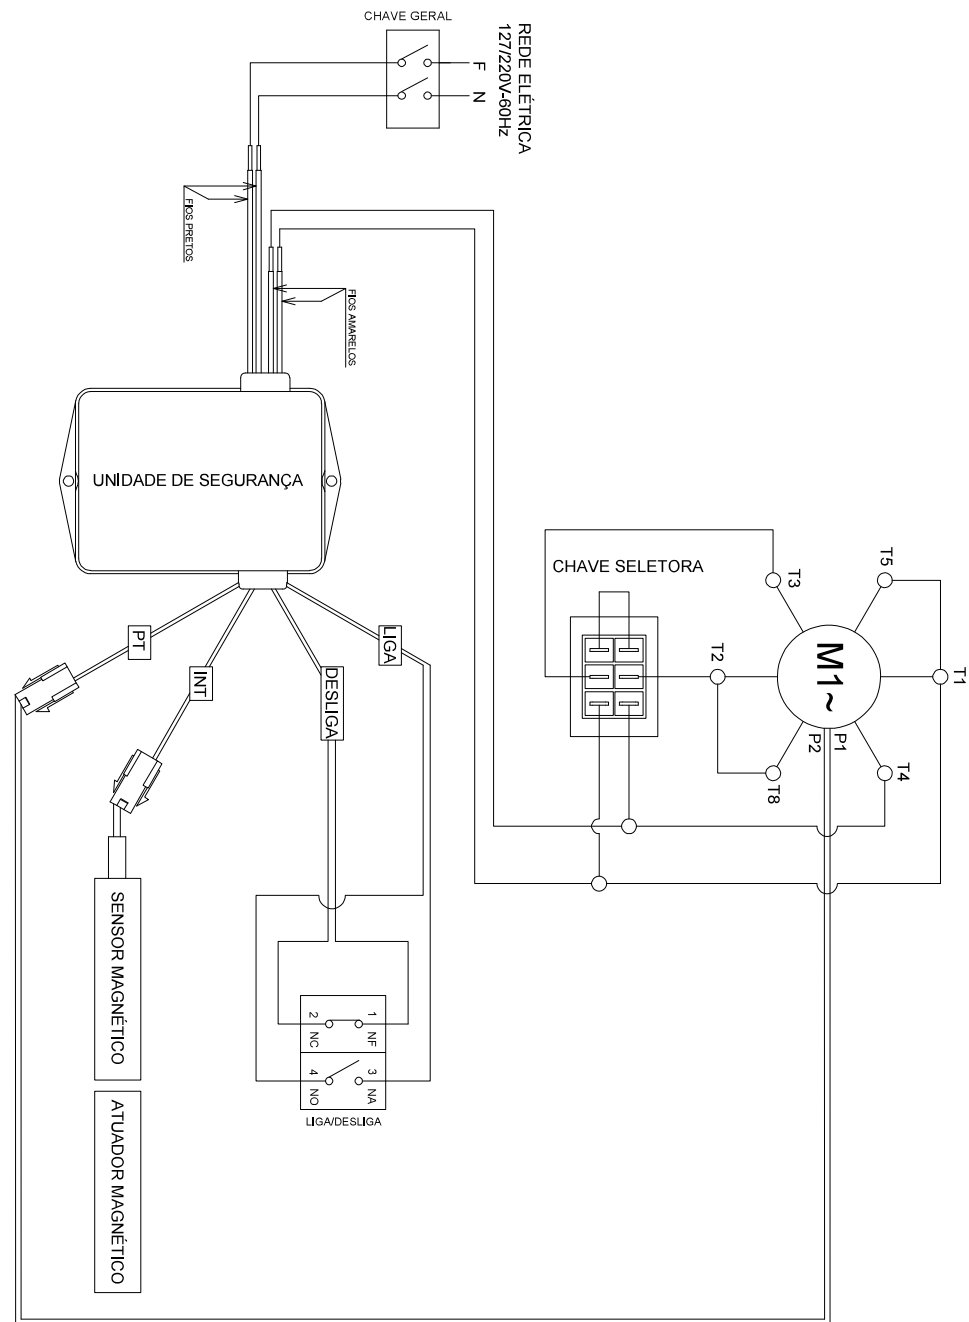 CHAVE GERAL
F
N
REDE ELÉTRICA
127/220V-60Hz
FIOS PRETOS
FIOS AMARELOS
UNIDADE DE SEGURANÇA
CHAVE SELETORA
T3
T5
T2
M1~
T1
P2
P1
T8
T4
PT
INT
DESLIGA
LIGA
SENSOR MAGNÉTICO
ATUADOR MAGNÉTICO
2
1
NC
NF
4
3
NO
NA
LIGA/DESLIGA